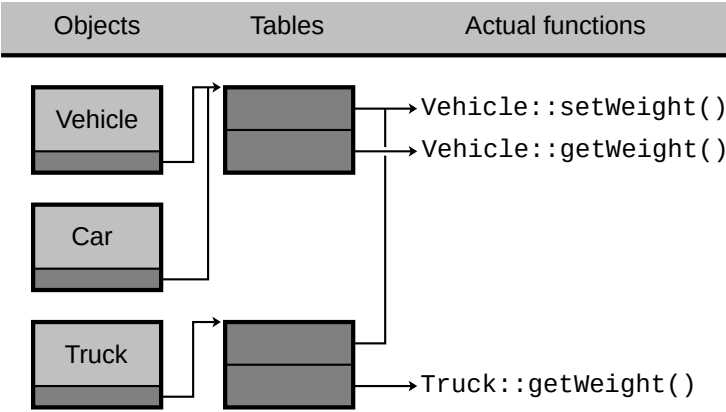 Objects Tables Actual functions
Vehicle Vehicle::setWeight()
Vehicle::getWeight()
Car
Truck
Truck::getWeight()